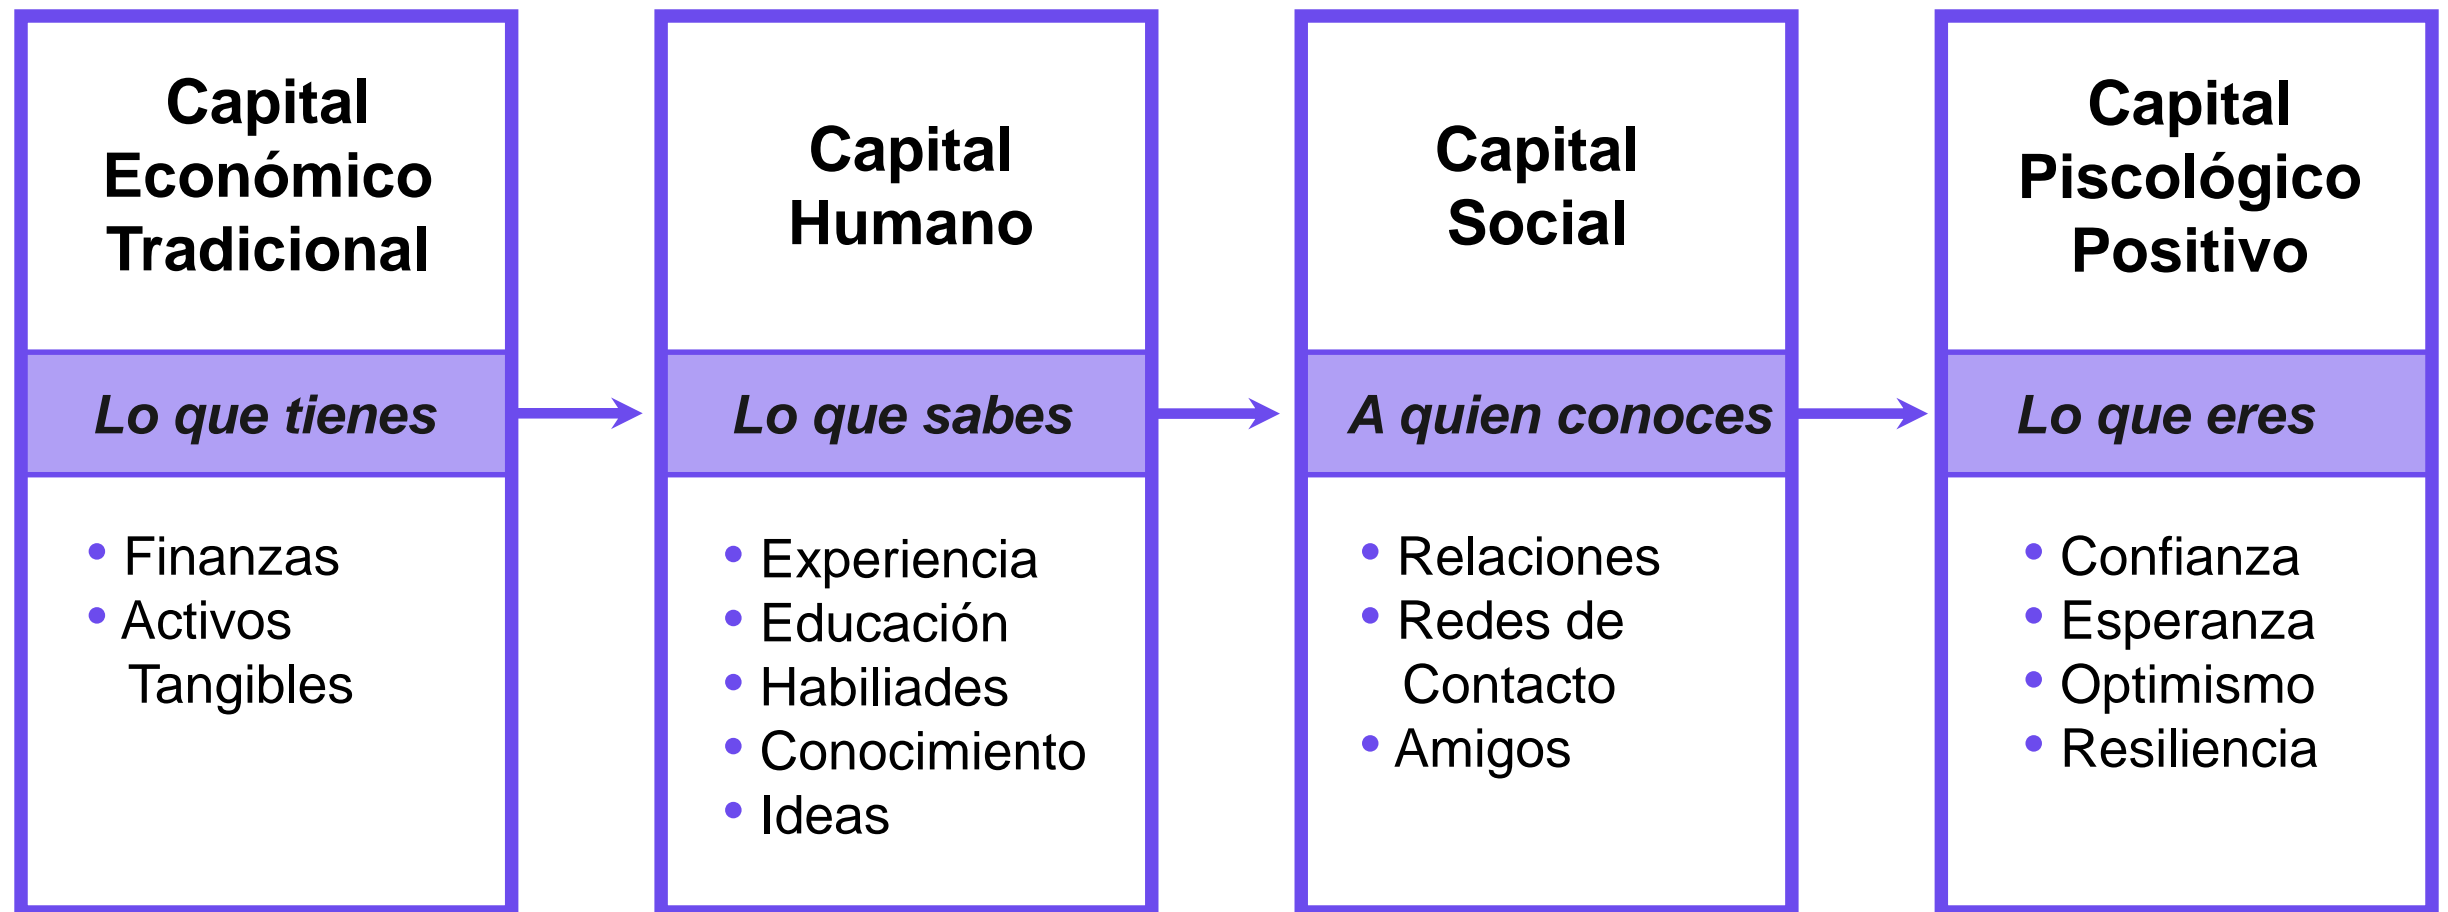 Capital
Económico
Tradicional
Lo que tienes
• Finanzas
• Activos
Tangibles
Capital
Humano
Lo que sabes
• Experiencia
• Educación
• Habiliades
• Conocimiento
• Ideas
Capital
Social
A quien conoces
• Relaciones
• Redes de
Contacto
• Amigos
Capital
Piscológico
Positivo
Lo que eres
• Confianza
• Esperanza
• Optimismo
• Resiliencia